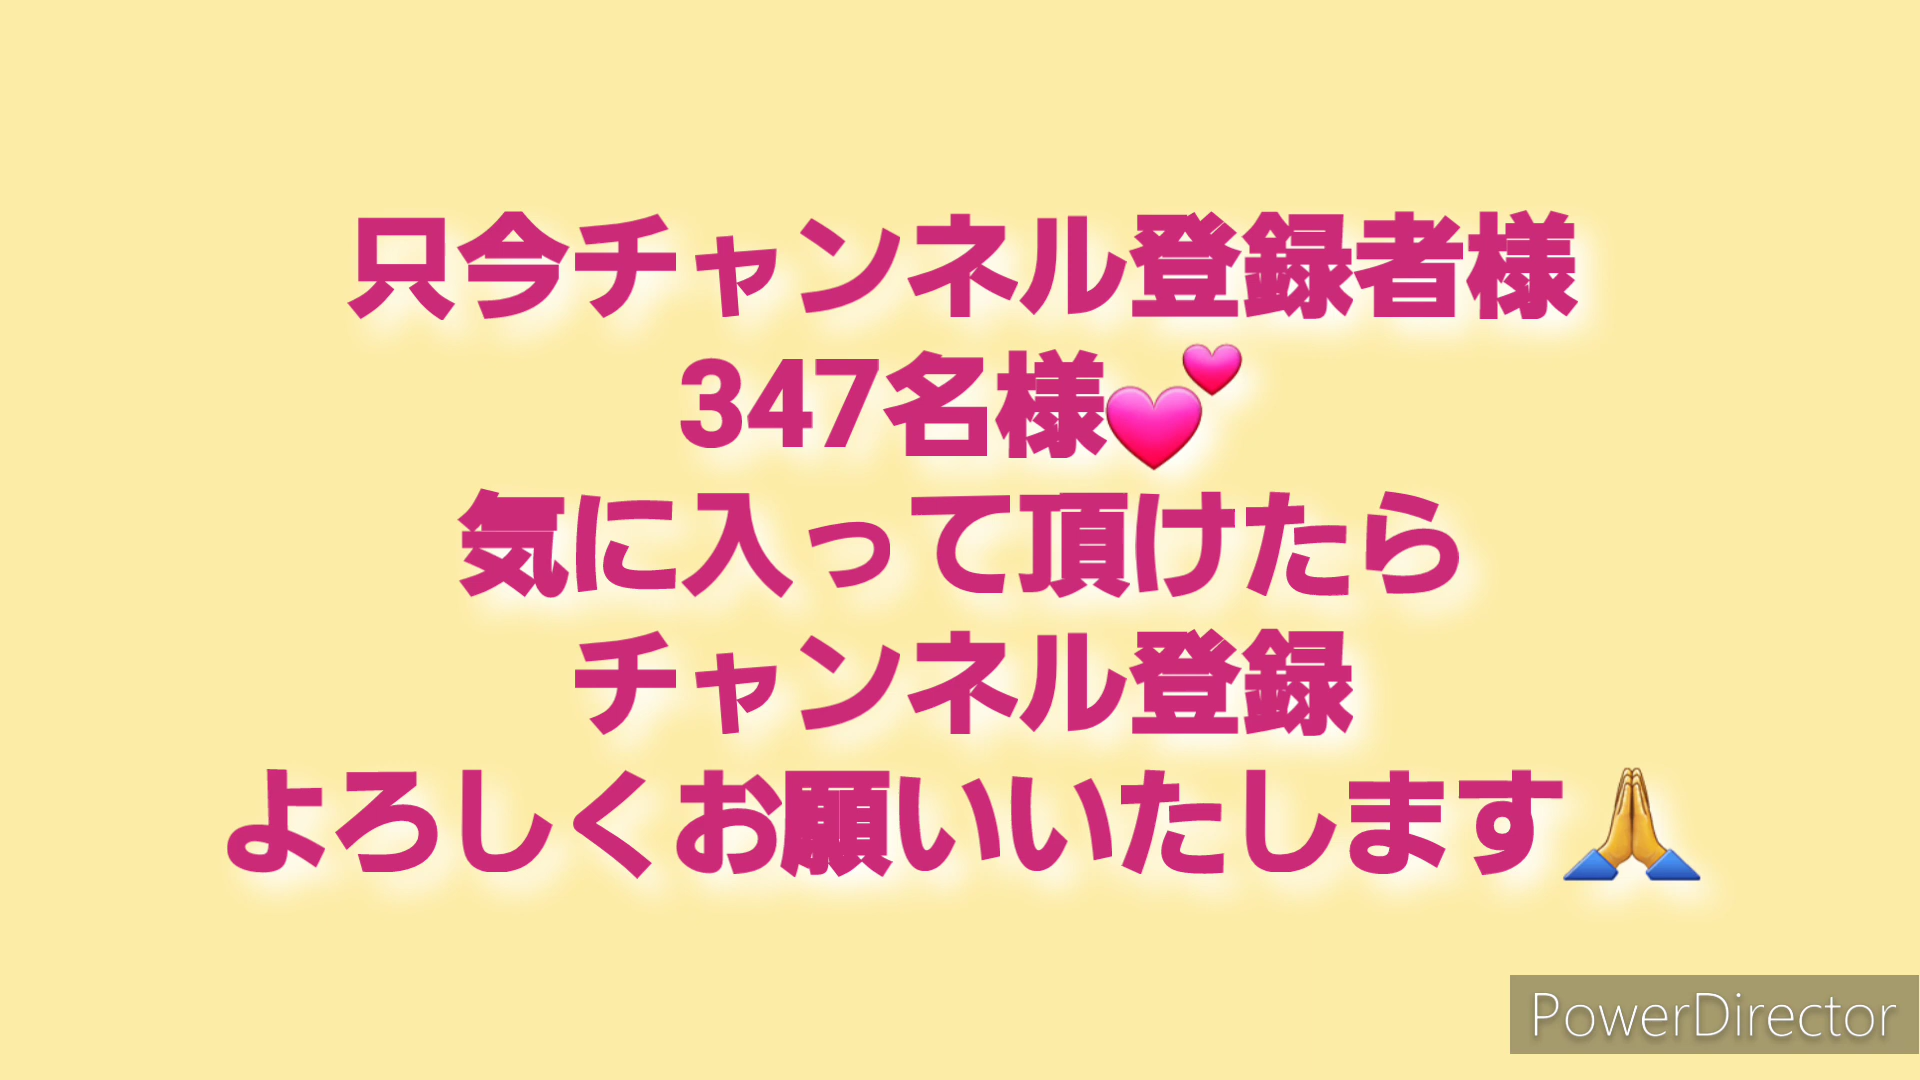 只今チャンネル登録者様
347名様💕
気に入って頂けたら
チャンネル登録
よろしくお願いいたします🙏
PowerDirector